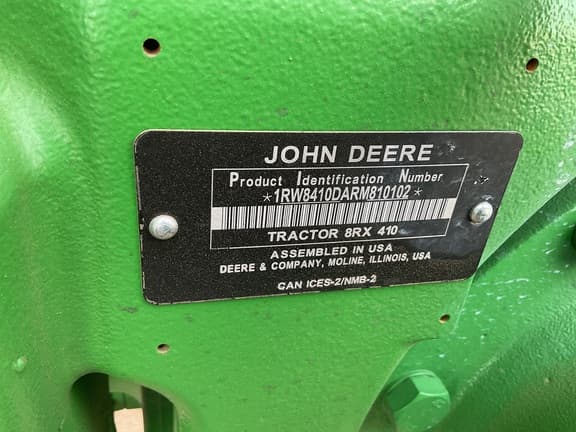 JOHN DEERE
Product Identification Number
*1RW8410DARM810102*
TRACTOR 8RX 410
ASSEMBLED IN USA
DEERE & COMPANY, MOLINE, ILLINOIS, USA
CAN ICES-2/NMB-2